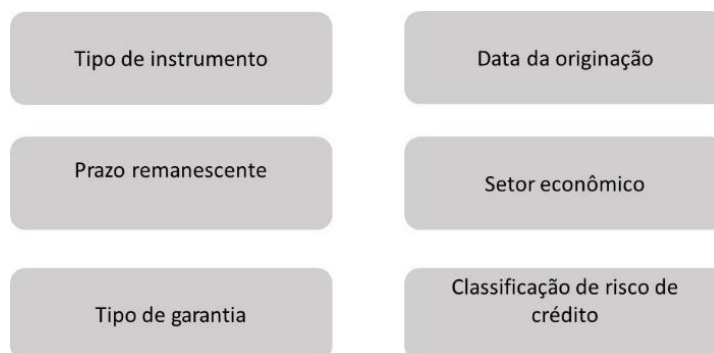 Tipo de instrumento
Data da originação
Prazo remanescente
Setor econômico
Tipo de garantia
Classificação de risco de
crédito